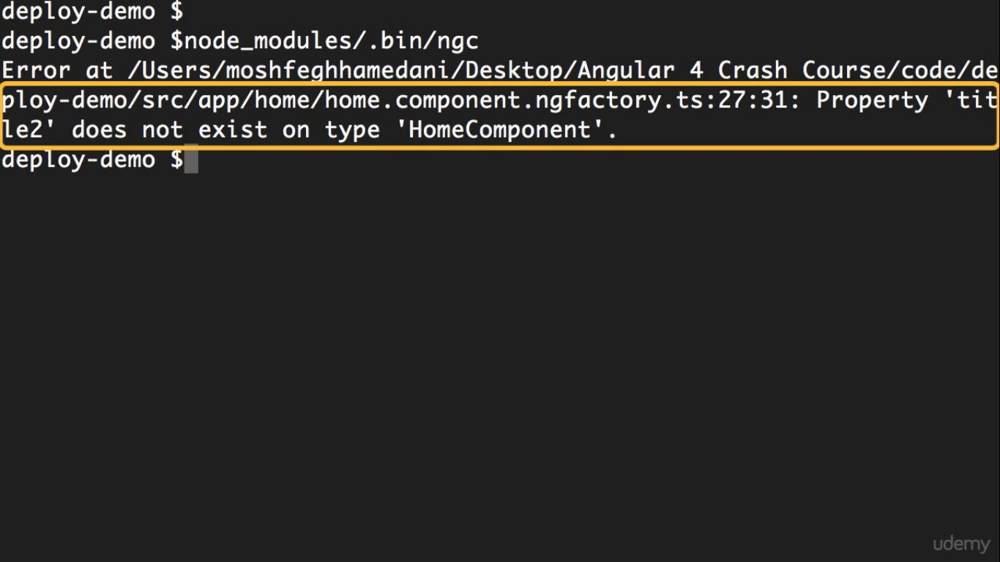 deploy-demo $
deploy-demo $node_modules/.bin/ngc
Error at /Users/moshfeghhamedani/Desktop/Angular 4 Crash Course/code/de
ploy-demo/src/app/home/home.component.ngfactory.ts:27:31: Property 'tit
le2' does not exist on type 'HomeComponent'.
deploy-demo $
udemy